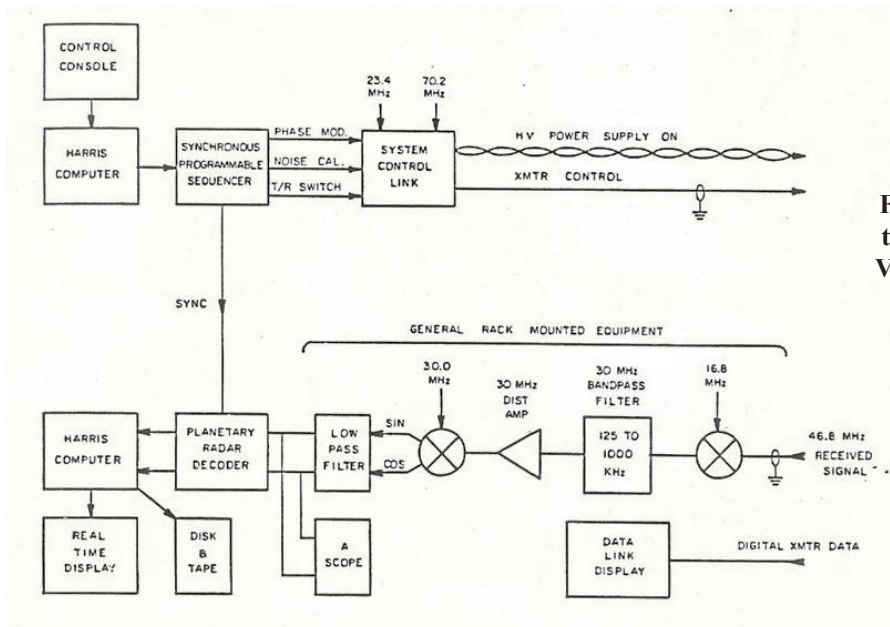 CONTROL
CONSOLE
HARRIS
COMPUTER
SYNCHRONOUS
PROGRAMMABLE
SEQUENCER
PHASE MOD.
NOISE CAL.
T/R SWITCH
23.4
MHz
70.2
MHz
SYSTEM
CONTROL
LINK
HV POWER SUPPLY ON
XMTR CONTROL
F
t
V
SYNC
GENERAL RACK MOUNTED EQUIPMENT
30.0
MHz
30 MHz
DIST
AMP
30 MHz
BANDPASS
FILTER
16.8
MHz
HARRIS
COMPUTER
PLANETARY
RADAR
DECODER
LOW
PASS
FILTER
SIN
COS
125 TO
1000
KHz
46.8 MHz
RECEIVED
SIGNAL
REAL
TIME
DISPLAY
DISK
8
TAPE
A
SCOPE
DATA
LINK
DISPLAY
DIGITAL XMTR DATA